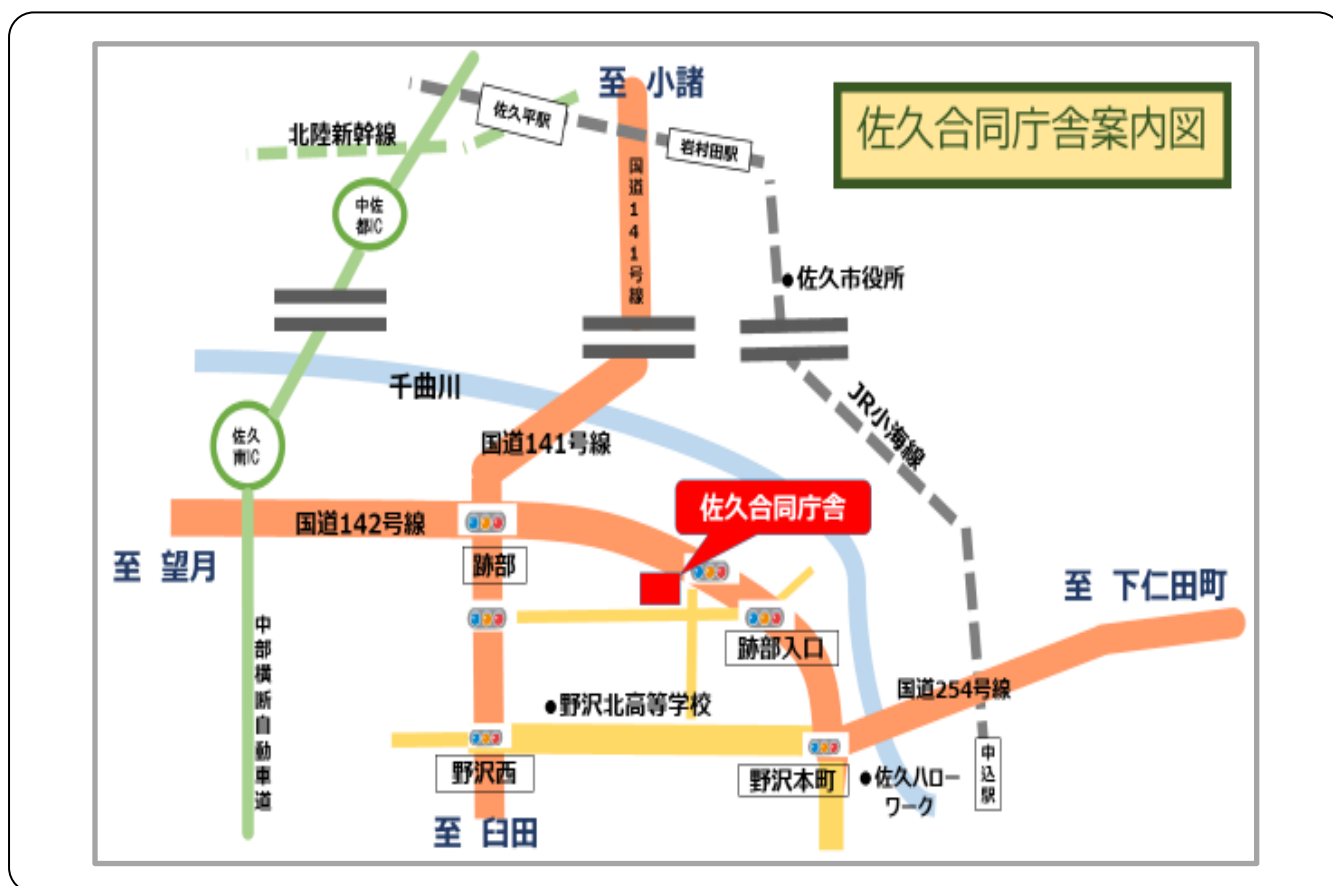 至 小諸
佐久合同庁舎案内図
佐久平駅
北陸新幹線
岩村田駅
国道141号線
中佐
都IC
佐久市役所
千曲川
JR小海線
佐久
南IC
国道141号線
佐久合同庁舎
国道142号線
至 望月
跡部
至 下仁田町
中部横断自動車道
跡部入口
国道254号線
野沢北高等学校
野沢西
野沢本町
佐久ハロー
ワーク
中込駅
至 臼田